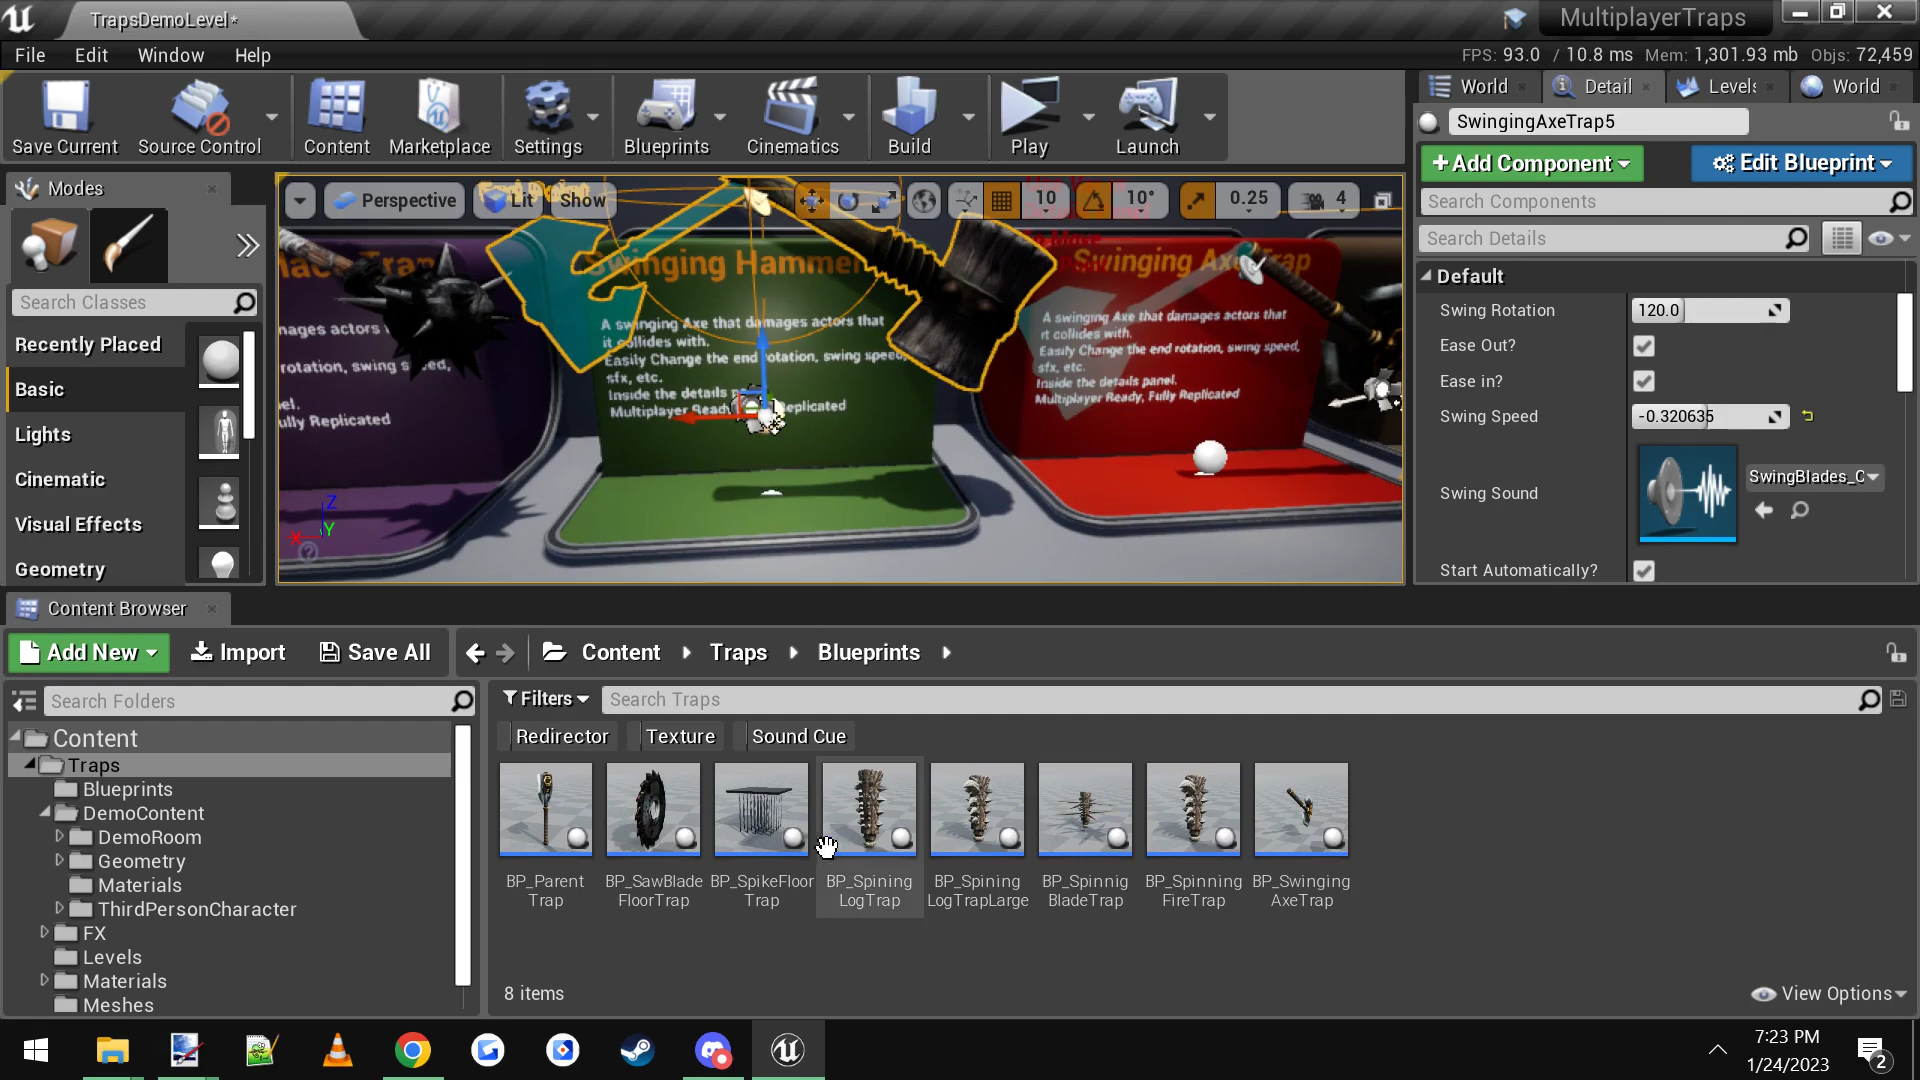 TrapsDemoLevel*
MultiplayerTraps
File Edit Window Help
FPS: 93.0 / 10.8 ms Mem: 1,301.93 mb Objs: 72,459
Save Current
Source Control
Content
Marketplace
Settings
Blueprints
Cinematics
Build
Play
Launch
World
Detail
Levels
World
SwingingAxeTrap5
+Add Component
Edit Blueprint
Search Components
Search Details
Default
Swing Rotation 120.0
Ease Out?
Ease in?
Swing Speed -0.320635
Swing Sound SwingBlades_C
Start Automatically?
Modes
Search Classes
Recently Placed
Basic
Lights
Cinematic
Visual Effects
Geometry
Perspective
Lit
Show
10
10°
0.25
4
To Move
Trap
nages actors
rotation, swing speed,
el.
ully Replicated
Swinging Hammer
A swinging Axe that damages actors that
it collides with.
Easily Change the end rotation, swing speed,
sfx, etc.
Inside the details
Multiplayer Ready, Replicated
Swinging Axe Trap
A swinging Axe that damages actors that
it collides with.
Easily Change the end rotation, swing speed,
sfx, etc.
Inside the details panel.
Multiplayer Ready, Fully Replicated
Z
Y
X
Content Browser
Add New
Import
Save All
Content
Traps
Blueprints
Search Folders
Filters
Search Traps
Redirector
Texture
Sound Cue
Content
Traps
Blueprints
DemoContent
DemoRoom
Geometry
Materials
ThirdPersonCharacter
FX
Levels
Materials
Meshes
BP_Parent
Trap
BP_SawBlade
FloorTrap
BP_SpikeFloor
Trap
BP_Spining
LogTrap
BP_Spining
LogTrapLarge
BP_Spinnig
BladeTrap
BP_Spinning
FireTrap
BP_Swinging
AxeTrap
8 items
View Options
7:23 PM
1/24/2023
2